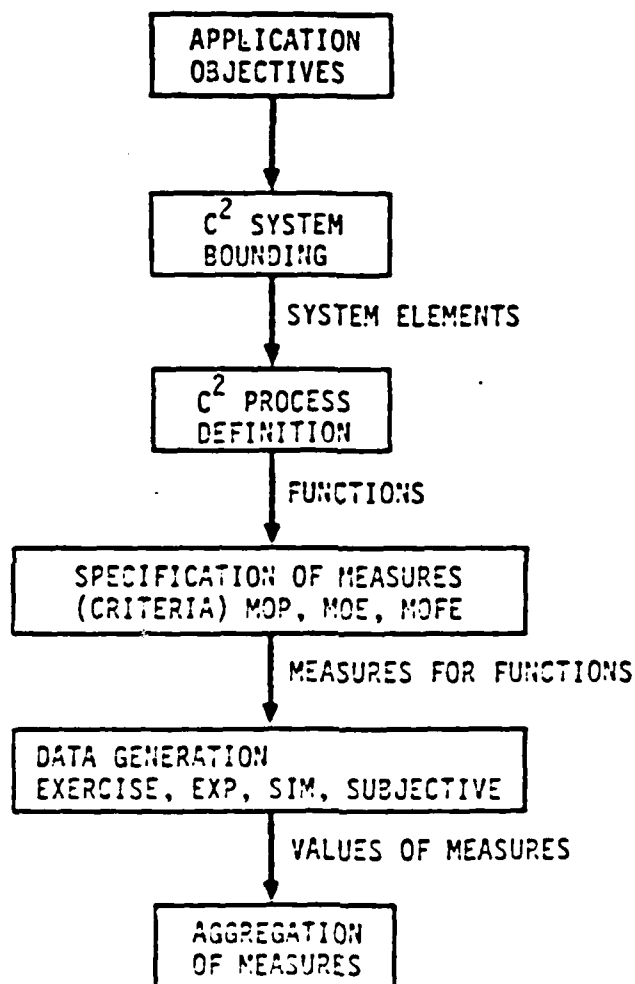 APPLICATION
OBJECTIVES
C² SYSTEM
BOUNDING
SYSTEM ELEMENTS
C² PROCESS
DEFINITION
FUNCTIONS
SPECIFICATION OF MEASURES
(CRITERIA) MOP, MOE, MOFE
MEASURES FOR FUNCTIONS
DATA GENERATION
EXERCISE, EXP, SIM, SUBJECTIVE
VALUES OF MEASURES
AGGREGATION
OF MEASURES